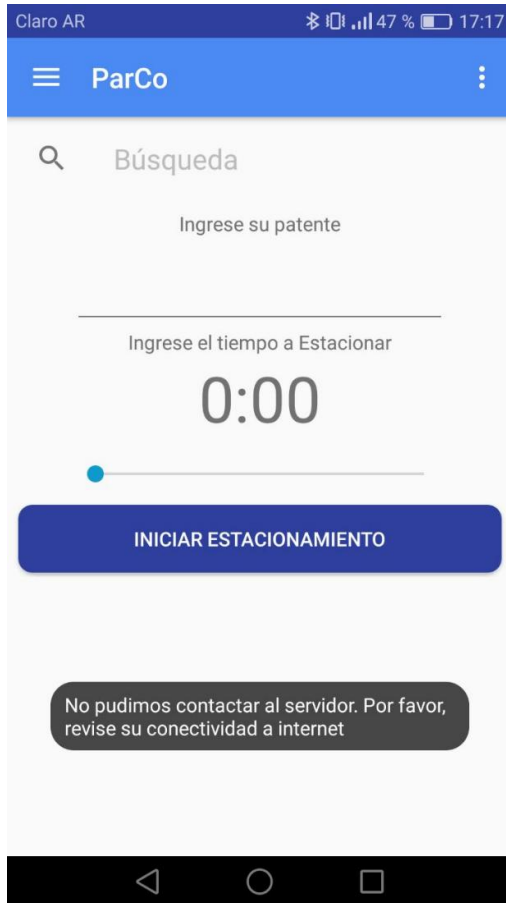 Claro AR 47 % 17:17
ParCo
Búsqueda
Ingrese su patente
Ingrese el tiempo a Estacionar
0:00
INICIAR ESTACIONAMIENTO
No pudimos contactar al servidor. Por favor,
revise su conectividad a internet